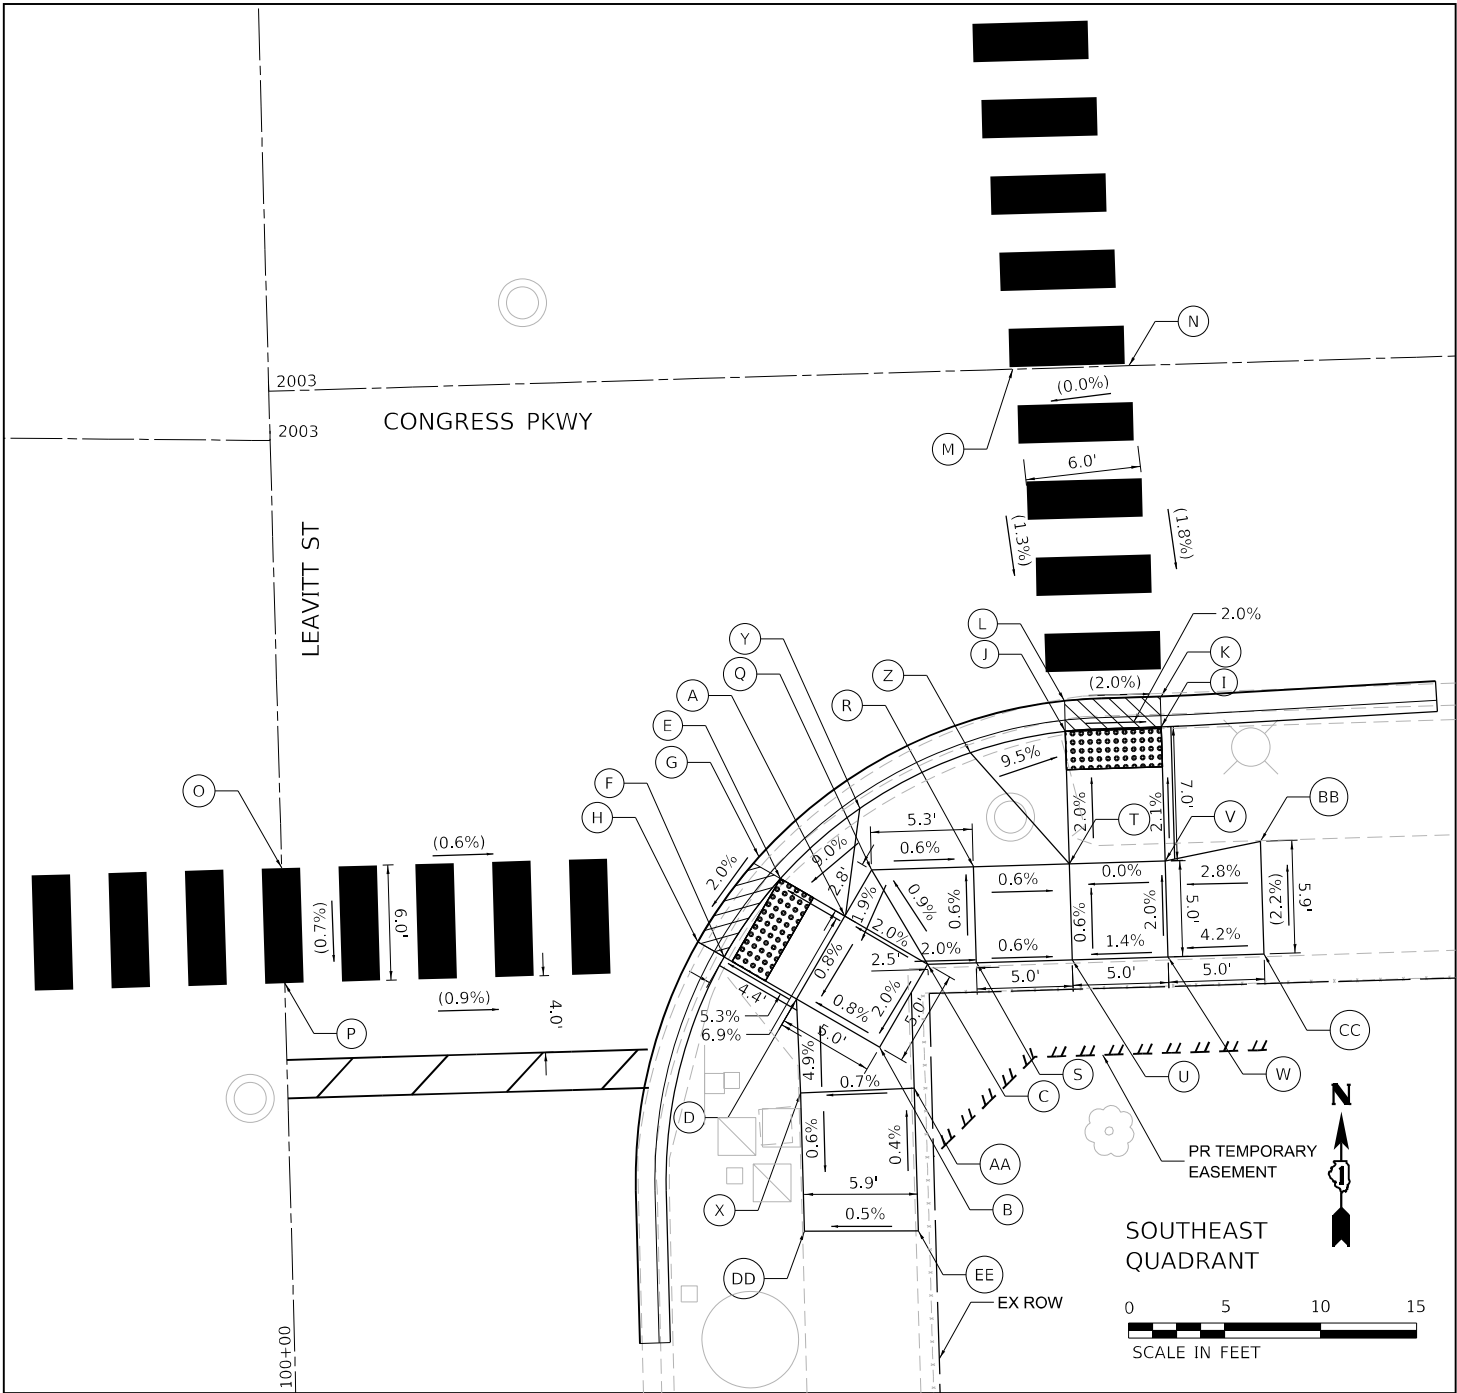 N
2003
(0.0%)
CONGRESS PKWY
2003
M
6.0'
(1.3%)
(1.8%)
LEAVITT ST
L
2.0%
Y
J
K
Q
Z
(2.0%)
I
A
R
E
9.5%
G
F
O
H
7.0'
BB
2.0%
2.1%
T
V
5.3'
(0.6%)
9.0%
0.6%
2.0%
2.8'
0.6%
0.0%
2.8%
1.9%
0.9%
(2.2%)
5.9'
(0.7%)
6.0'
2.0%
0.9%
0.9%
2.0%
5.0'
2.0%
0.6%
1.4%
4.2%
0.8%
2.5'
4.4'
5.0'
5.0'
5.0'
(0.9%)
4.0'
5.3%
0.8%
2.0%
5.0'
6.9%
5.0'
P
CC
4.9%
0.7%
S
U
W
C
N
D
0.6%
0.4%
PR TEMPORARY
EASEMENT
AA
5.9'
X
0.5%
B
SOUTHEAST
QUADRANT
DD
EE
EX ROW
0 5 10 15
SCALE IN FEET
100+00